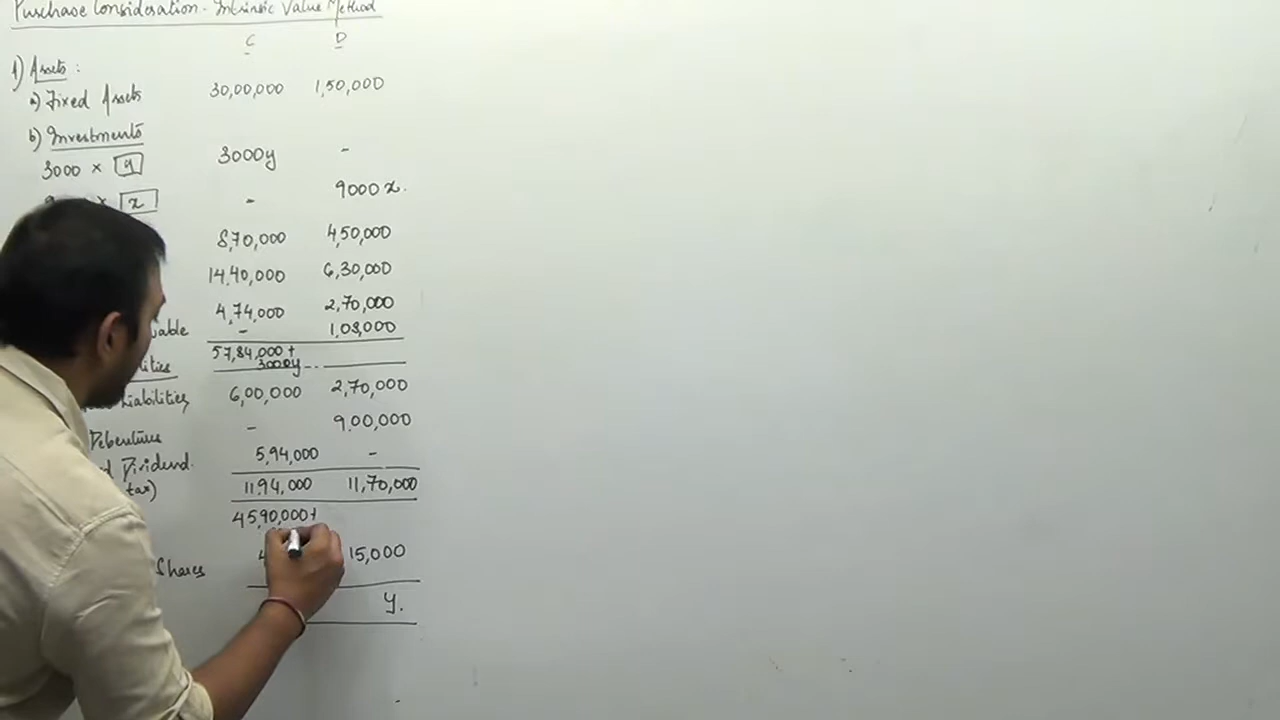 Purchase Consideration - Intrinsic Value Method
C D
1) Assets :
a) Fixed Assets 30,00,000 1,50,000
b) Investments
3000 × y 3000y -
× x - 9000 x.
8,70,000 4,50,000
14,40,000 6,30,000
4,74,000 2,70,000
- 1,08,000
57,84,000 +
3000y
Liabilities 6,00,000 2,70,000
- 9,00,000
Debentures
5,94,000 -
Dividend
tax) 11,94,000 11,70,000
45,90,000+
15,000
Shares
y.